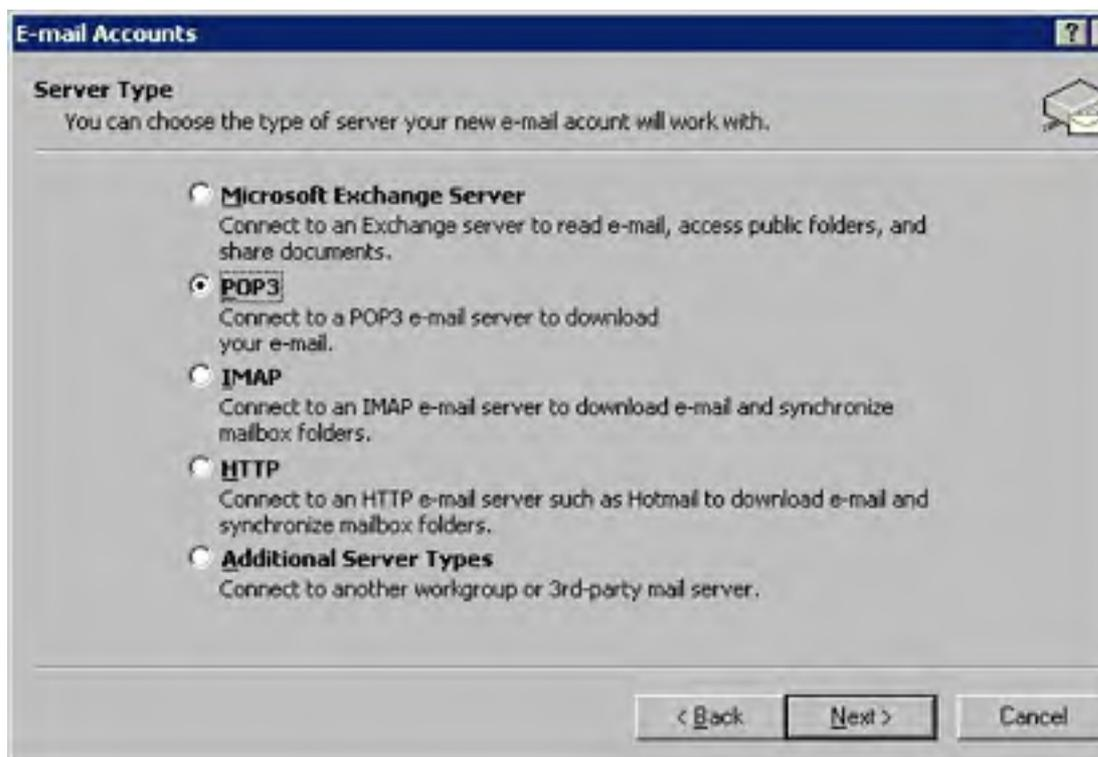 E-mail Accounts
?
Server Type
You can choose the type of server your new e-mail acount will work with.
Microsoft Exchange Server
Connect to an Exchange server to read e-mail, access public folders, and
share documents.
POP3
Connect to a POP3 e-mail server to download
your e-mail.
IMAP
Connect to an IMAP e-mail server to download e-mail and synchronize
mailbox folders.
HTTP
Connect to an HTTP e-mail server such as Hotmail to download e-mail and
synchronize mailbox folders.
Additional Server Types
Connect to another workgroup or 3rd-party mail server.
< Back Next > Cancel